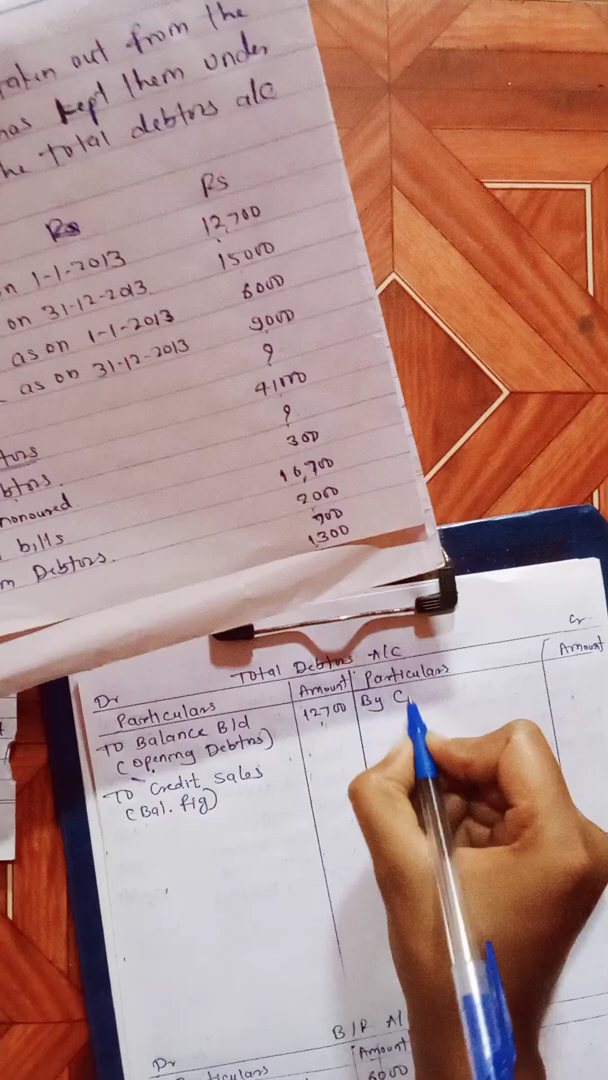 taken out from the
has kept them under
the total debtors a/c
Rs Rs
on 1-1-2013 12,700
on 31-12-2013 15000
as on 1-1-2013 6000
as on 31-12-2013 9000
?
tors 4100
btors ?
honoured 300
bills 16,700
m Debtors 2000
900
1300
Total Debtors A/C
Dr Cr
Particulars Amount Particulars Amount
To Balance B/d 12,700 By C
(Opening Debtors)
To Credit Sales
(Bal. fig)
B/R A/
Dr
Particulars Amount
6000